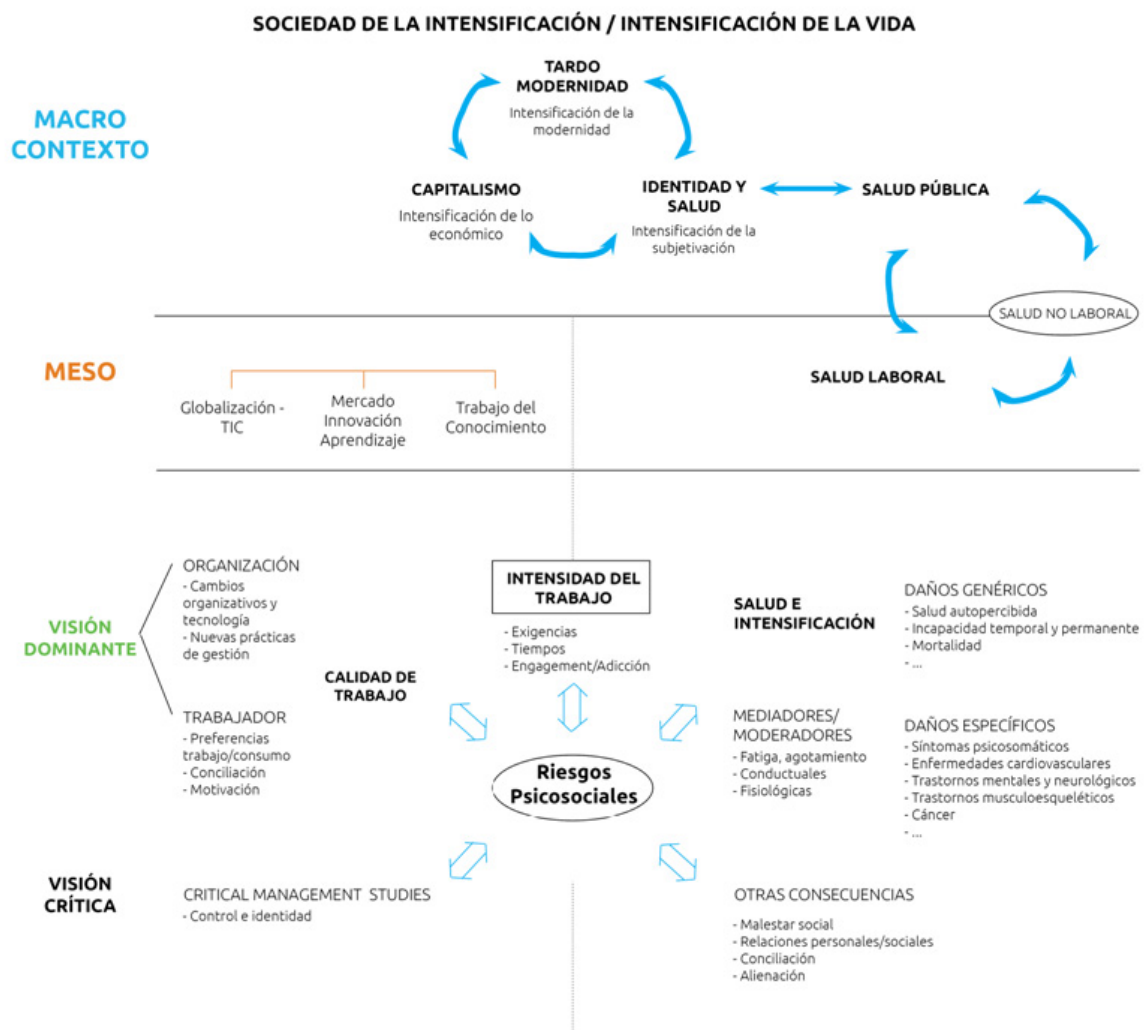 SOCIEDAD DE LA INTENSIFICACIÓN / INTENSIFICACIÓN DE LA VIDA
MACRO
CONTEXTO
TARDO
MODERNIDAD
Intensificación de la
modernidad
CAPITALISMO
Intensificación de lo
económico
IDENTIDAD Y
SALUD
Intensificación de la
subjetivación
SALUD PÚBLICA
SALUD NO LABORAL
MESO
Globalización -
TIC
Mercado
Innovación
Aprendizaje
Trabajo del
Conocimiento
SALUD LABORAL
VISIÓN
DOMINANTE
ORGANIZACIÓN
- Cambios
organizativos y
tecnología
- Nuevas prácticas
de gestión
TRABAJADOR
- Preferencias
trabajo/consumo
- Conciliación
- Motivación
CALIDAD DE
TRABAJO
INTENSIDAD DEL
TRABAJO
- Exigencias
- Tiempos
- Engagement/Adicción
Riesgos
Psicosociales
SALUD E
INTENSIFICACIÓN
DAÑOS GENÉRICOS
- Salud autopercibida
- Incapacidad temporal y permanente
- Mortalidad
- ...
MEDIADORES/
MODERADORES
- Fatiga, agotamiento
- Conductuales
- Fisiológicas
DAÑOS ESPECÍFICOS
- Síntomas psicosomáticos
- Enfermedades cardiovasculares
- Trastornos mentales y neurológicos
- Trastornos musculoesqueléticos
- Cáncer
- ...
VISIÓN
CRÍTICA
CRITICAL MANAGEMENT STUDIES
- Control e identidad
OTRAS CONSECUENCIAS
- Malestar social
- Relaciones personales/sociales
- Conciliación
- Alienación